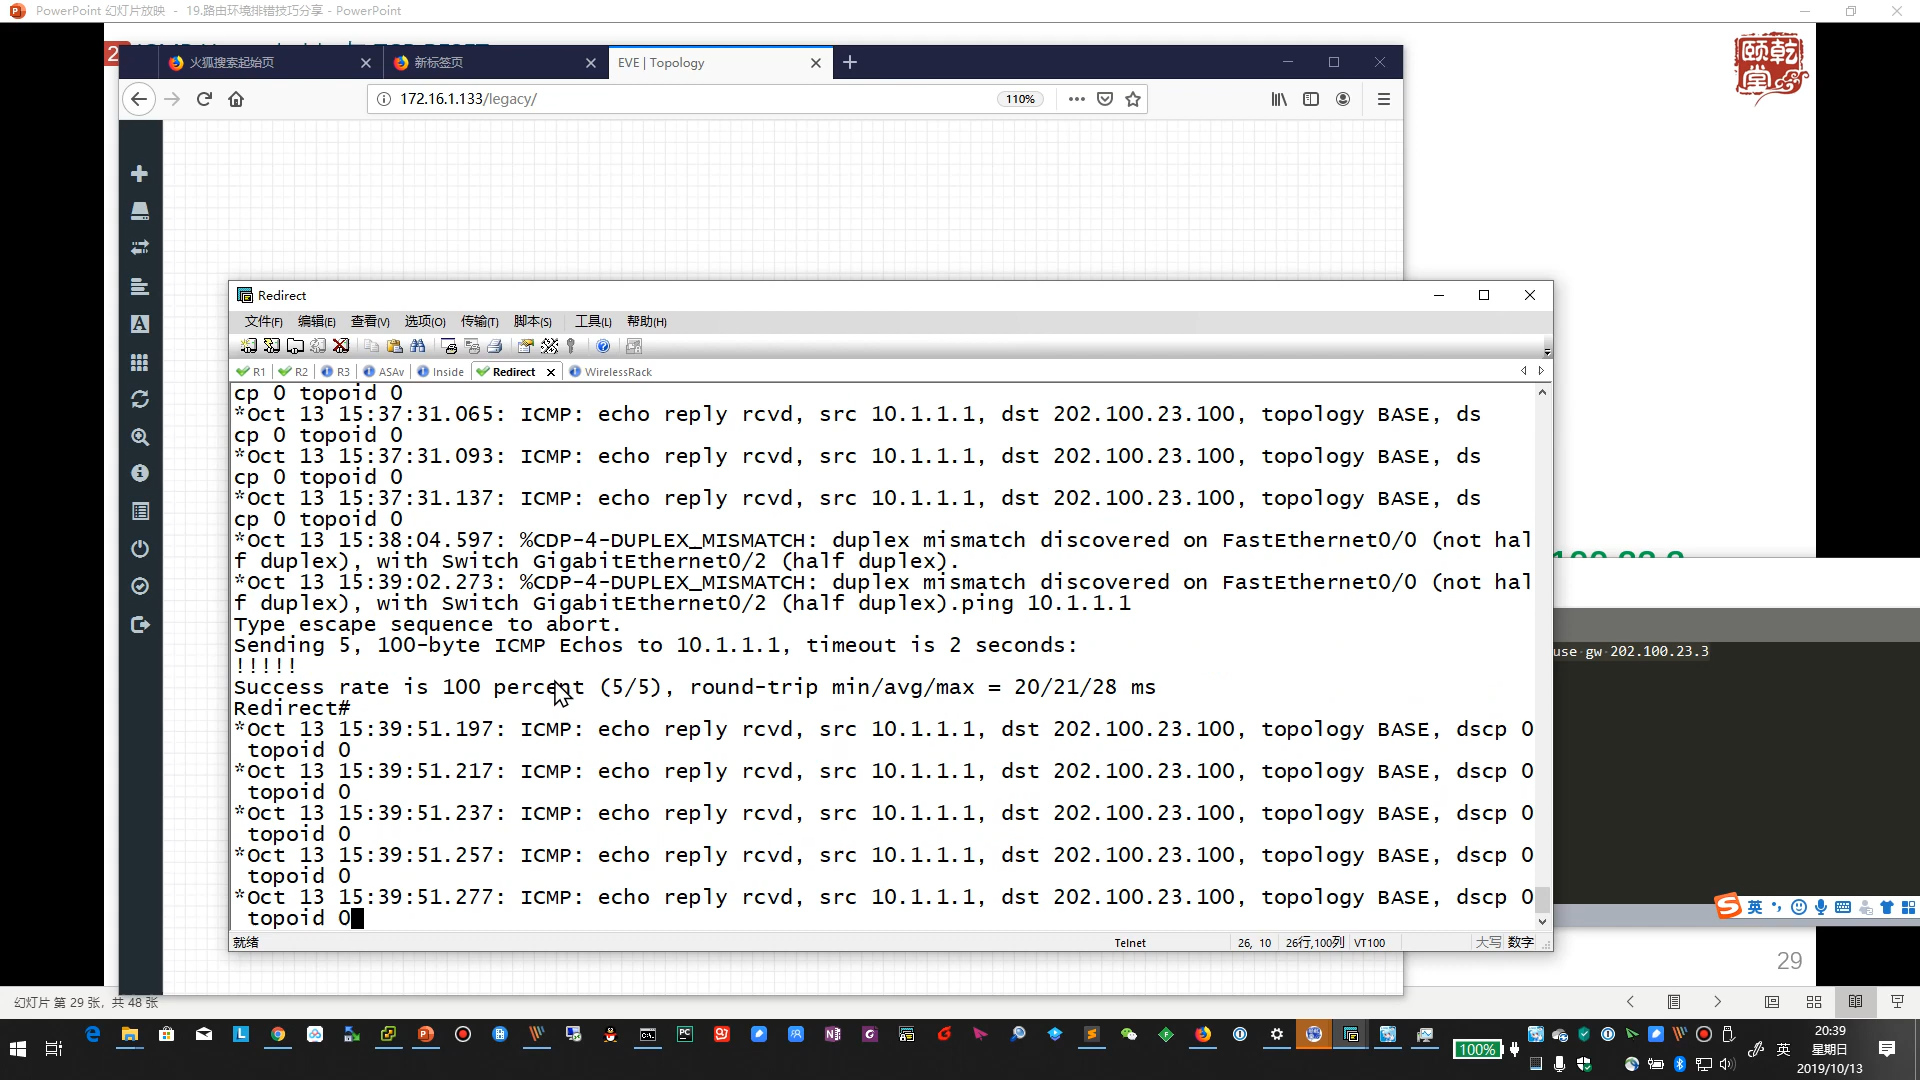 PowerPoint 幻灯片放映 - 19.路由环境排错技巧分享 - PowerPoint
乾颐堂
火狐搜索起始页
新标签页
EVE | Topology
172.16.1.133/legacy/
110%
Redirect
文件(F) 编辑(E) 查看(V) 选项(O) 传输(T) 脚本(S) 工具(L) 帮助(H)
R1 R2 R3 ASAv Inside Redirect WirelessRack
cp 0 topoid 0
*Oct 13 15:37:31.065: ICMP: echo reply rcvd, src 10.1.1.1, dst 202.100.23.100, topology BASE, ds
cp 0 topoid 0
*Oct 13 15:37:31.093: ICMP: echo reply rcvd, src 10.1.1.1, dst 202.100.23.100, topology BASE, ds
cp 0 topoid 0
*Oct 13 15:37:31.137: ICMP: echo reply rcvd, src 10.1.1.1, dst 202.100.23.100, topology BASE, ds
cp 0 topoid 0
*Oct 13 15:38:04.597: %CDP-4-DUPLEX_MISMATCH: duplex mismatch discovered on FastEthernet0/0 (not hal
f duplex), with Switch GigabitEthernet0/2 (half duplex).
*Oct 13 15:39:02.273: %CDP-4-DUPLEX_MISMATCH: duplex mismatch discovered on FastEthernet0/0 (not hal
f duplex), with Switch GigabitEthernet0/2 (half duplex).ping 10.1.1.1
Type escape sequence to abort.
Sending 5, 100-byte ICMP Echos to 10.1.1.1, timeout is 2 seconds:
!!!!!
Success rate is 100 percent (5/5), round-trip min/avg/max = 20/21/28 ms
Redirect#
*Oct 13 15:39:51.197: ICMP: echo reply rcvd, src 10.1.1.1, dst 202.100.23.100, topology BASE, dscp 0
topoid 0
*Oct 13 15:39:51.217: ICMP: echo reply rcvd, src 10.1.1.1, dst 202.100.23.100, topology BASE, dscp 0
topoid 0
*Oct 13 15:39:51.237: ICMP: echo reply rcvd, src 10.1.1.1, dst 202.100.23.100, topology BASE, dscp 0
topoid 0
*Oct 13 15:39:51.257: ICMP: echo reply rcvd, src 10.1.1.1, dst 202.100.23.100, topology BASE, dscp 0
topoid 0
*Oct 13 15:39:51.277: ICMP: echo reply rcvd, src 10.1.1.1, dst 202.100.23.100, topology BASE, dscp 0
topoid 0
use gw 202.100.23.3
英
就绪 Telnet 26, 10 26行,100列 VT100 大写 数字
29
幻灯片 第 29 张, 共 48 张
100%
英
20:39
星期日
2019/10/13